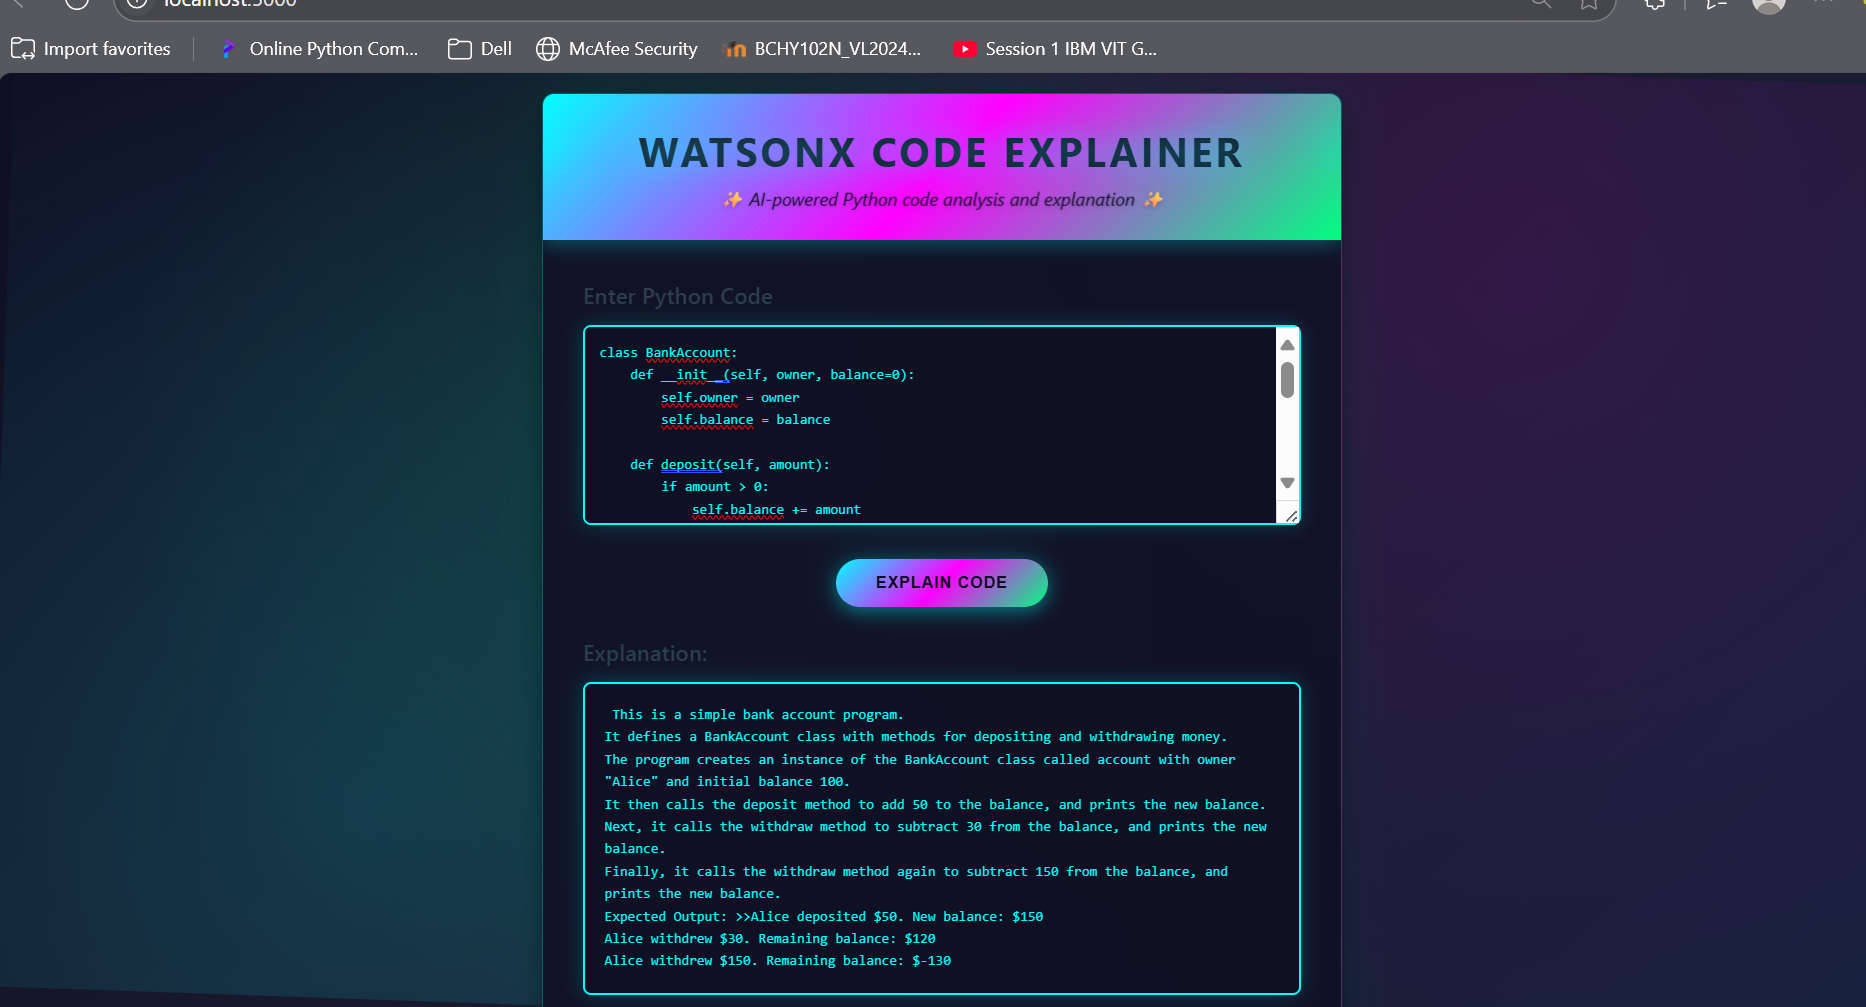 localhost:5000
Import favorites
Online Python Com...
Dell
McAfee Security
BCHY102N_VL2024...
Session 1 IBM VIT G...
WATSONX CODE EXPLAINER
✨ AI-powered Python code analysis and explanation ✨
Enter Python Code
class BankAccount:
    def __init__(self, owner, balance=0):
        self.owner = owner
        self.balance = balance
    def deposit(self, amount):
        if amount > 0:
            self.balance += amount
EXPLAIN CODE
Explanation:
This is a simple bank account program.
It defines a BankAccount class with methods for depositing and withdrawing money.
The program creates an instance of the BankAccount class called account with owner
"Alice" and initial balance 100.
It then calls the deposit method to add 50 to the balance, and prints the new balance.
Next, it calls the withdraw method to subtract 30 from the balance, and prints the new
balance.
Finally, it calls the withdraw method again to subtract 150 from the balance, and
prints the new balance.
Expected Output: >>Alice deposited $50. New balance: $150
Alice withdrew $30. Remaining balance: $120
Alice withdrew $150. Remaining balance: $-130